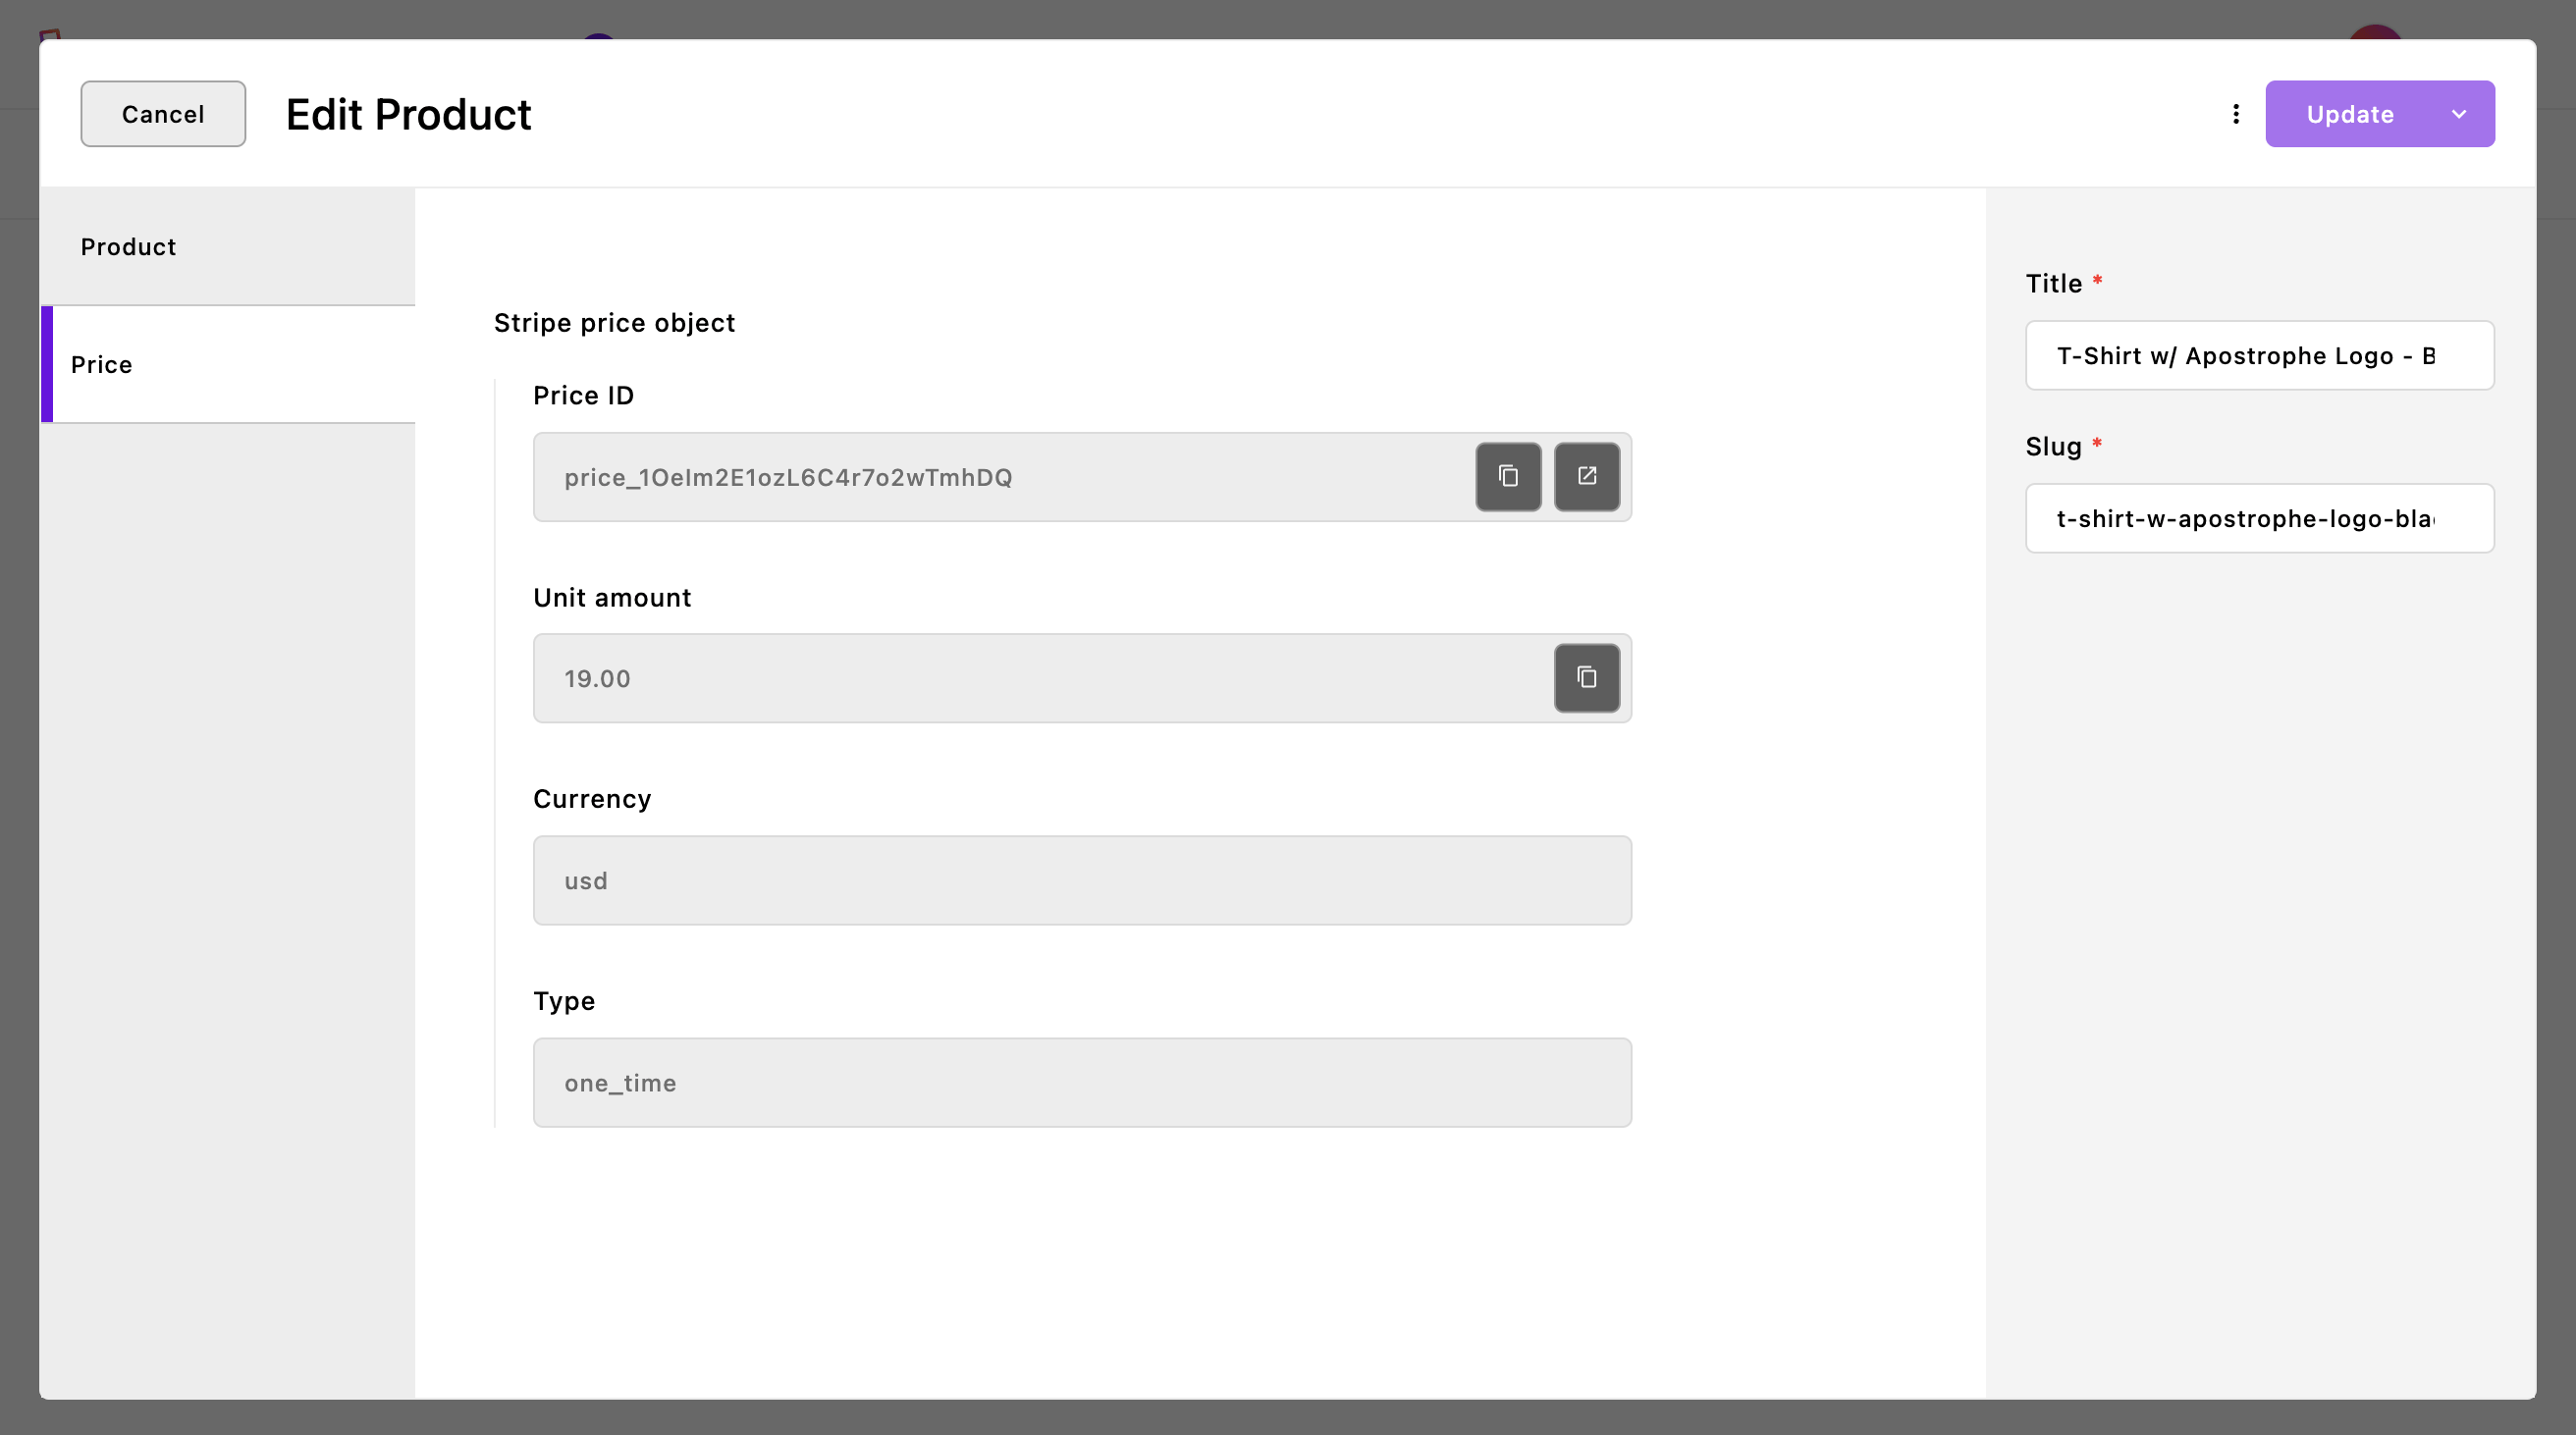 Cancel
Edit Product
Update
Product
Price
Stripe price object
Price ID
price_1OeIm2E1ozL6C4r7o2wTmhDQ
Unit amount
19.00
Currency
usd
Type
one_time
Title *
T-Shirt w/ Apostrophe Logo - B
Slug *
t-shirt-w-apostrophe-logo-bla